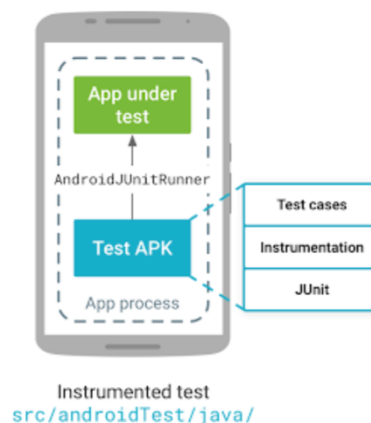 App under
test
AndroidJUnitRunner
Test APK
App process
Test cases
Instrumentation
JUnit
Instrumented test
src/androidTest/java/